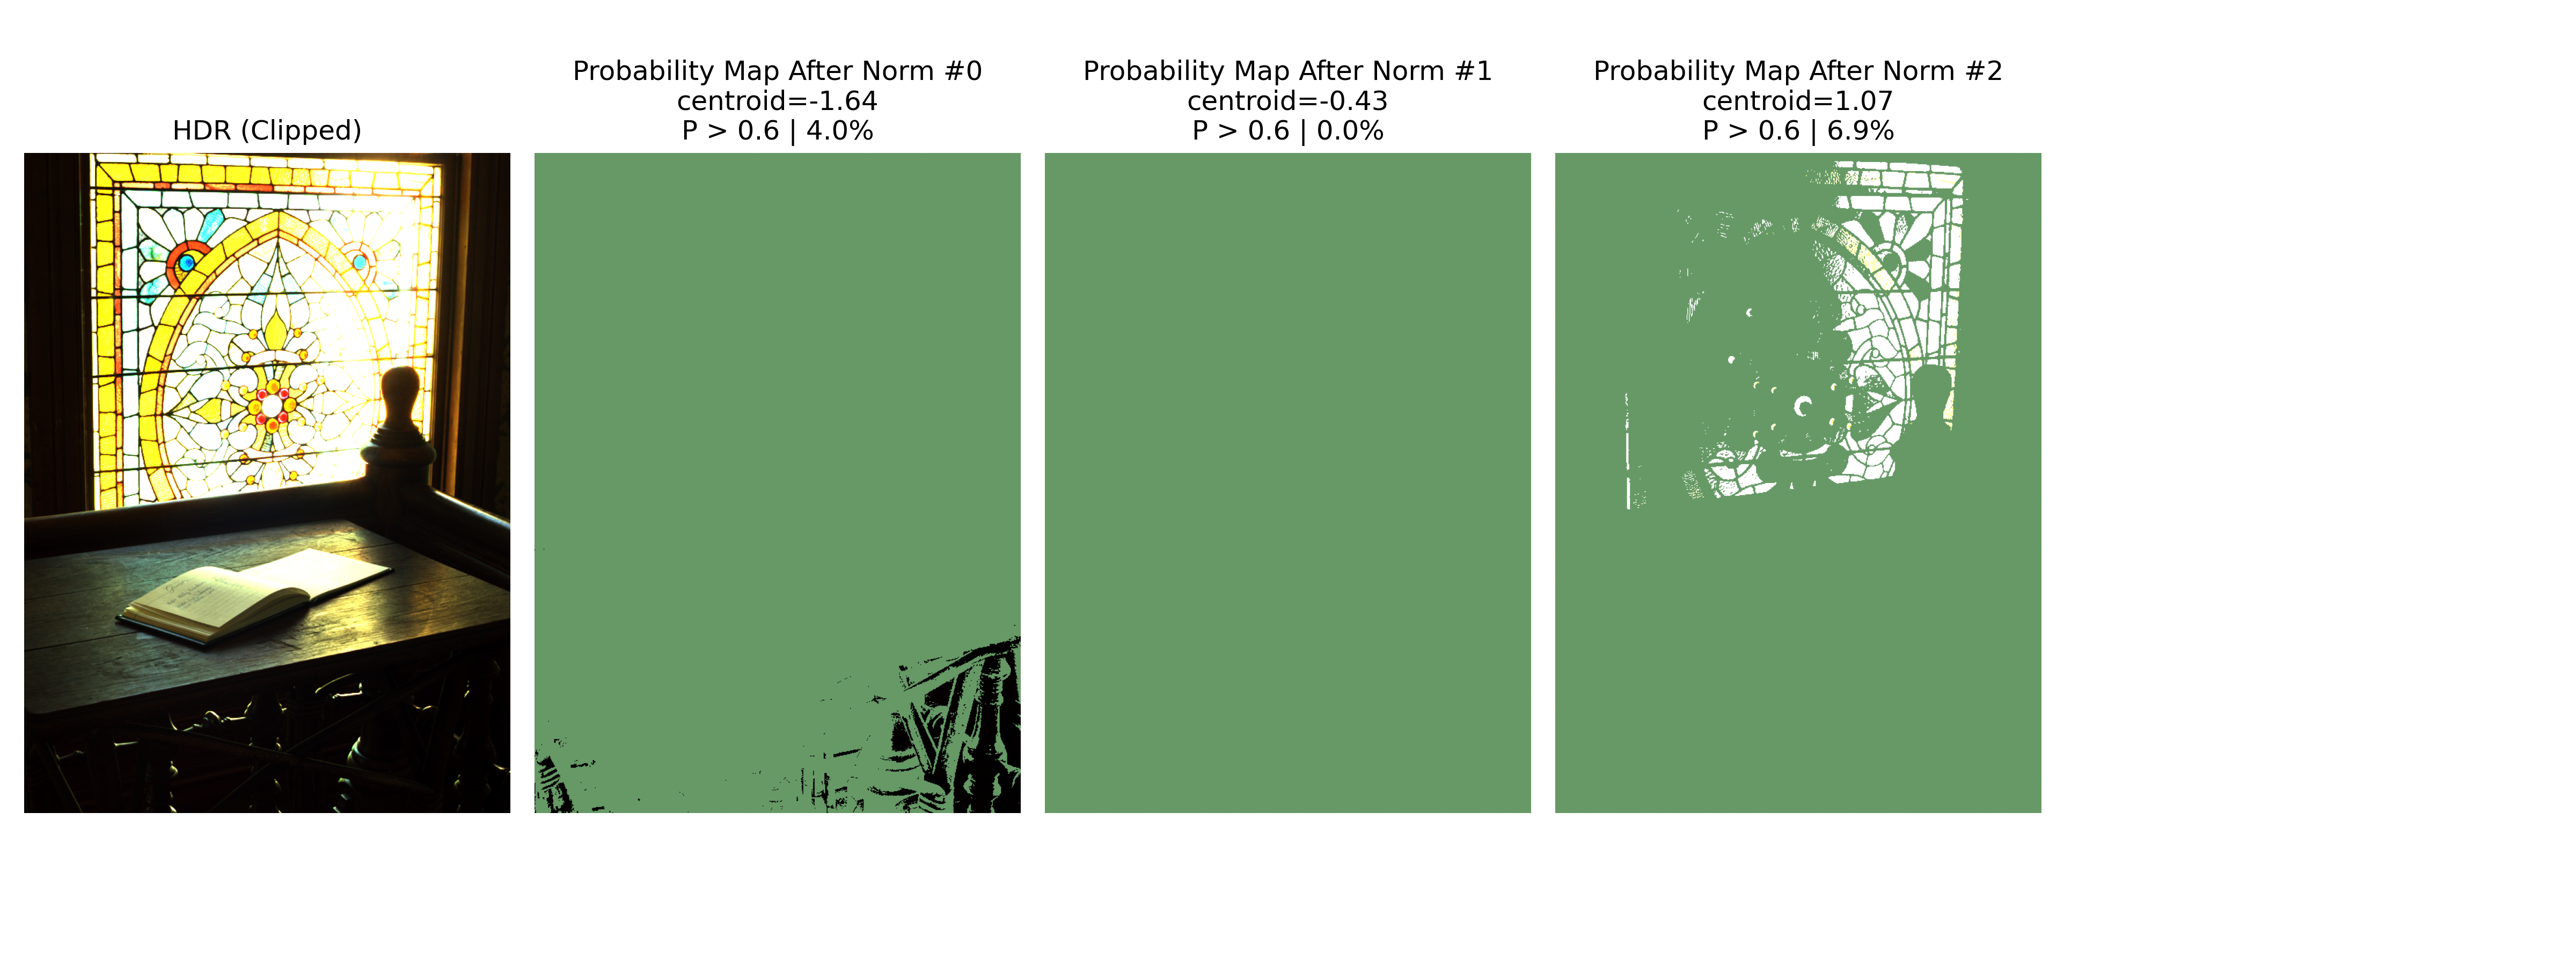 HDR (Clipped)
Probability Map After Norm #0
centroid=-1.64
P > 0.6 | 4.0%
Probability Map After Norm #1
centroid=-0.43
P > 0.6 | 0.0%
Probability Map After Norm #2
centroid=1.07
P > 0.6 | 6.9%